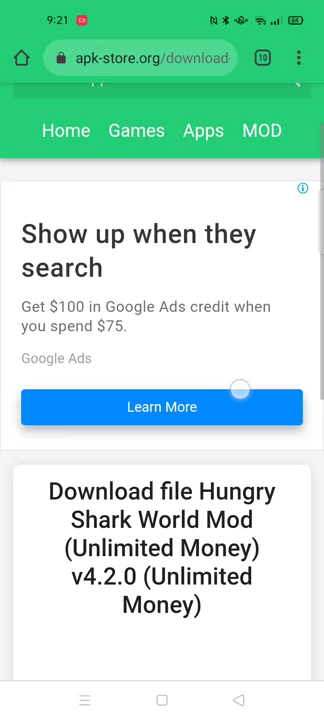 9:21
64
apk-store.org/download-
10
Home Games Apps MOD
Show up when they
search
Get $100 in Google Ads credit when
you spend $75.
Google Ads
Learn More
Download file Hungry
Shark World Mod
(Unlimited Money)
v4.2.0 (Unlimited
Money)